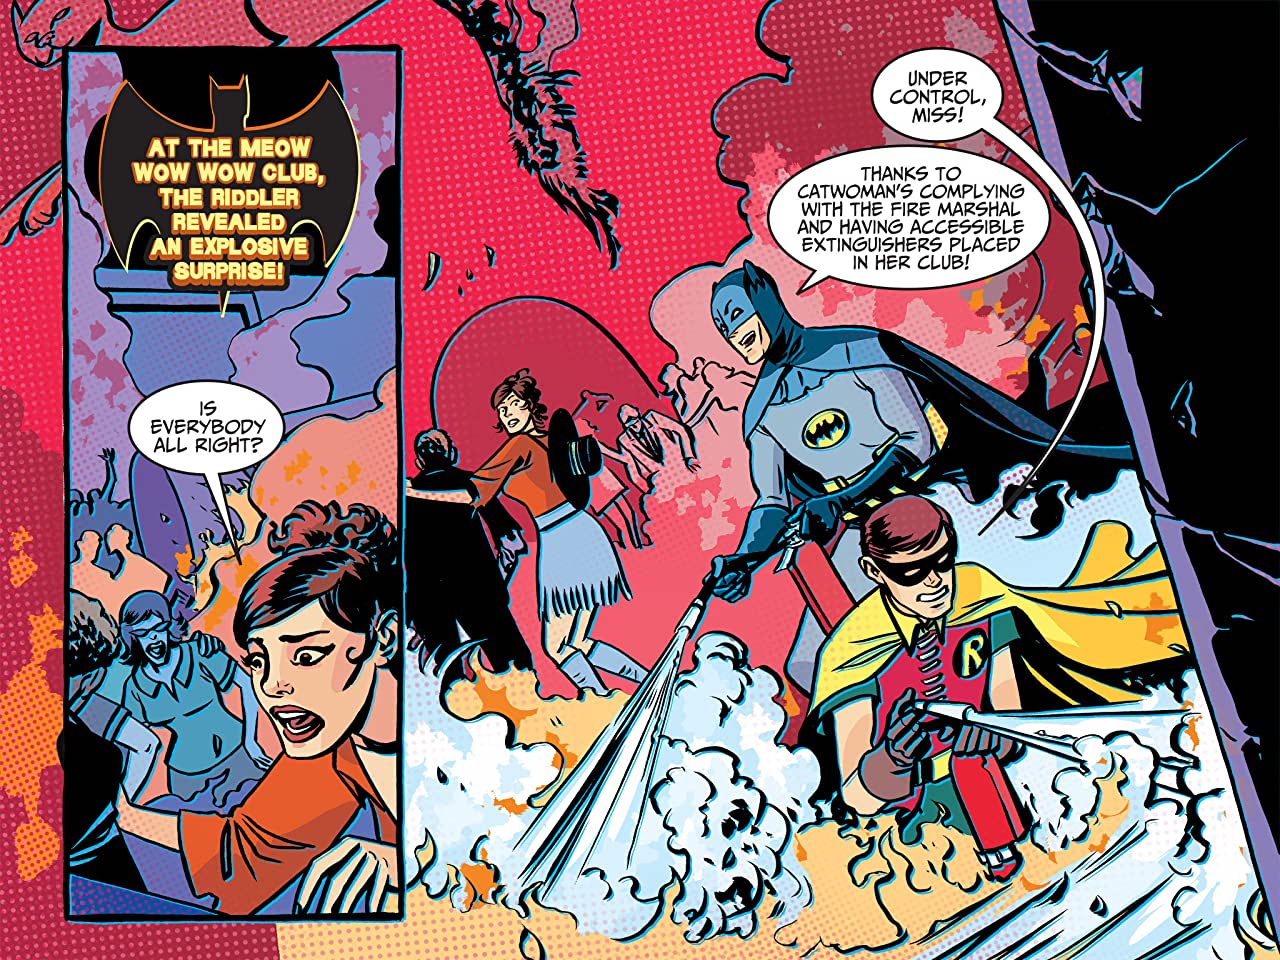 AT THE MEOW
WOW WOW CLUB,
THE RIDDLER
REVEALED
AN EXPLOSIVE
SURPRISE!
IS
EVERYBODY
ALL RIGHT?
UNDER
CONTROL,
MISS!
THANKS TO
CATWOMAN'S COMPLYING
WITH THE FIRE MARSHAL
AND HAVING ACCESSIBLE
EXTINGUISHERS PLACED
IN HER CLUB!
R